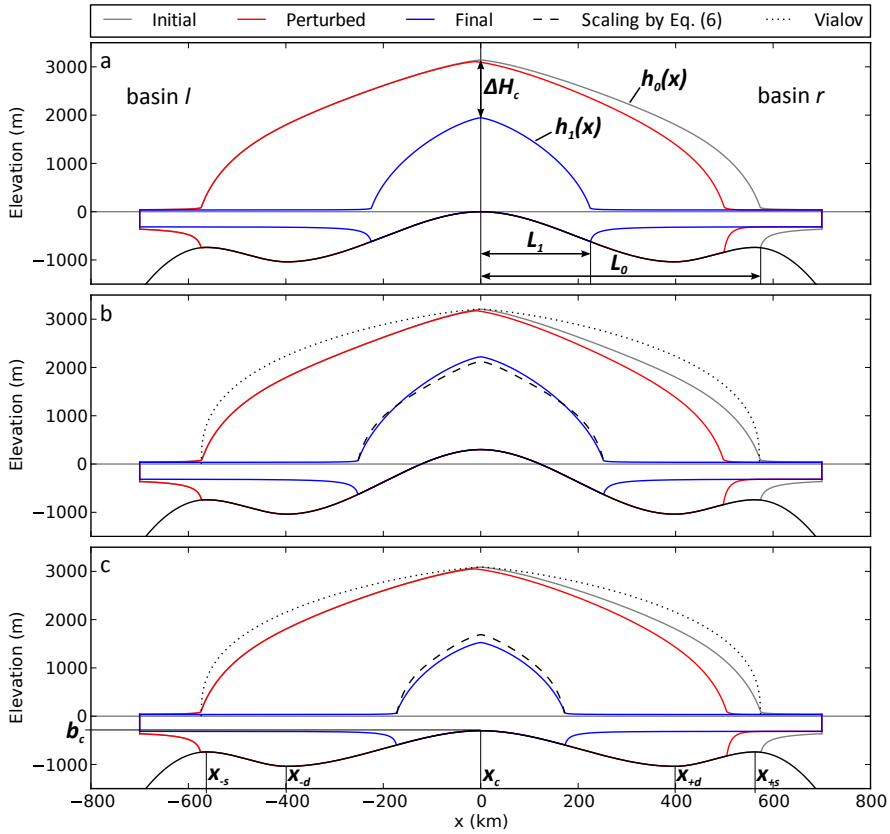 Initial Perturbed Final Scaling by Eq. (6) Vialov
a
basin l
basin r
ΔH_c
h_0(x)
h_1(x)
L_1
L_0
Elevation (m)
3000
2000
1000
0
−1000
b
Elevation (m)
3000
2000
1000
0
−1000
c
Elevation (m)
3000
2000
1000
0
b_c
−1000
x_-s x_-d x_c x_+d x_+s
−800 −600 −400 −200 0 200 400 600 800
x (km)